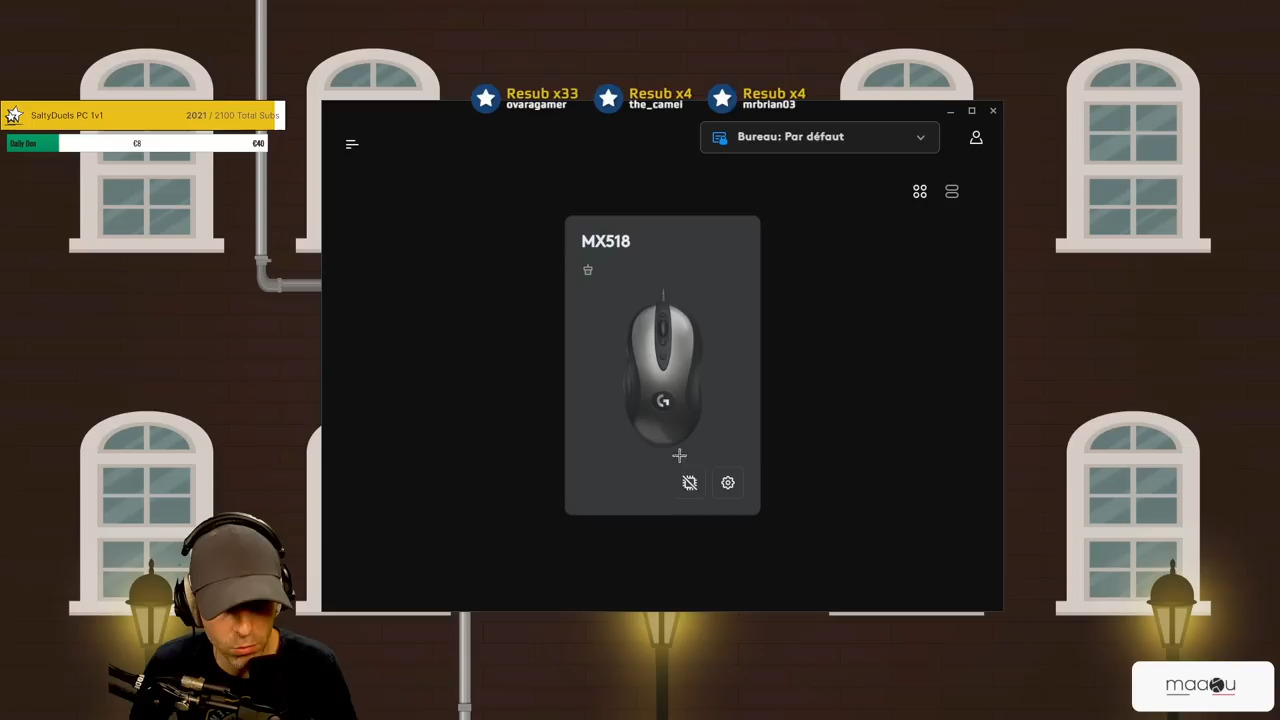 Resub x33
ovaragamer
Resub x4
the_camel
Resub x4
mrbrian03
SaltyDuels PC 1v1
2021 / 2100 Total Subs
Daily Don
€8
€40
Bureau: Par défaut
MX518
maaou